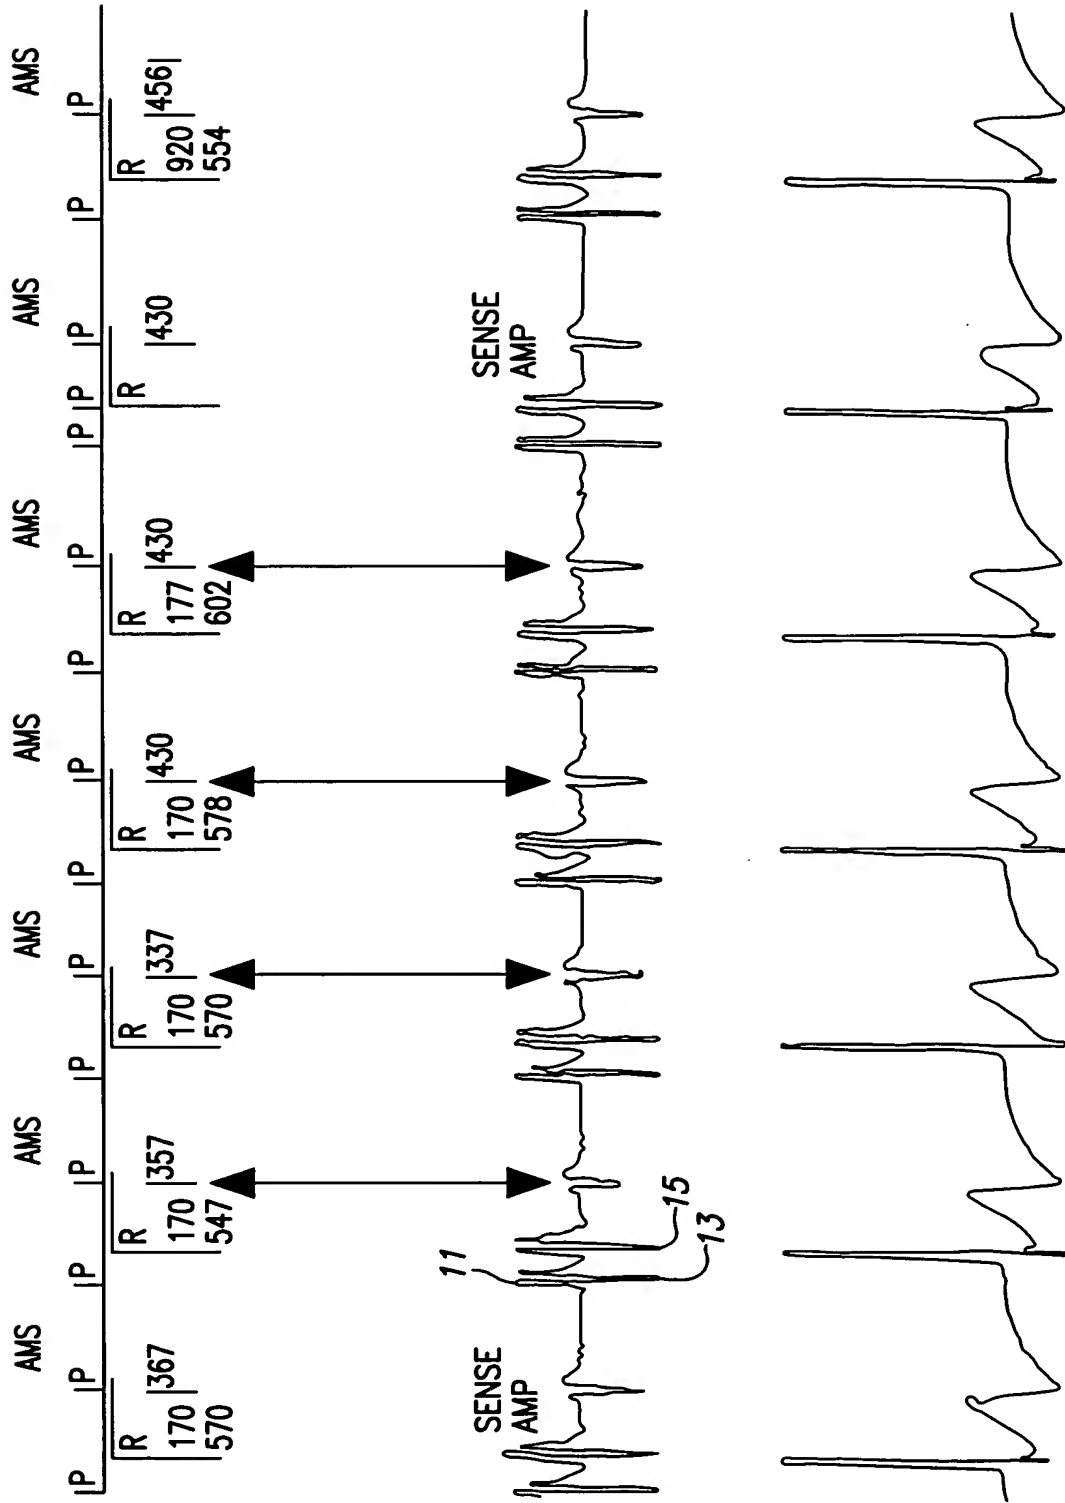 AMS AMS AMS AMS AMS AMS AMS
P P P P P P P P P P P P P P P
R R R R R R R
367 357 337 430 430 430 456
170 170 170 170 177 920
570 547 570 578 602 554
11
SENSE SENSE
AMP AMP
15
13